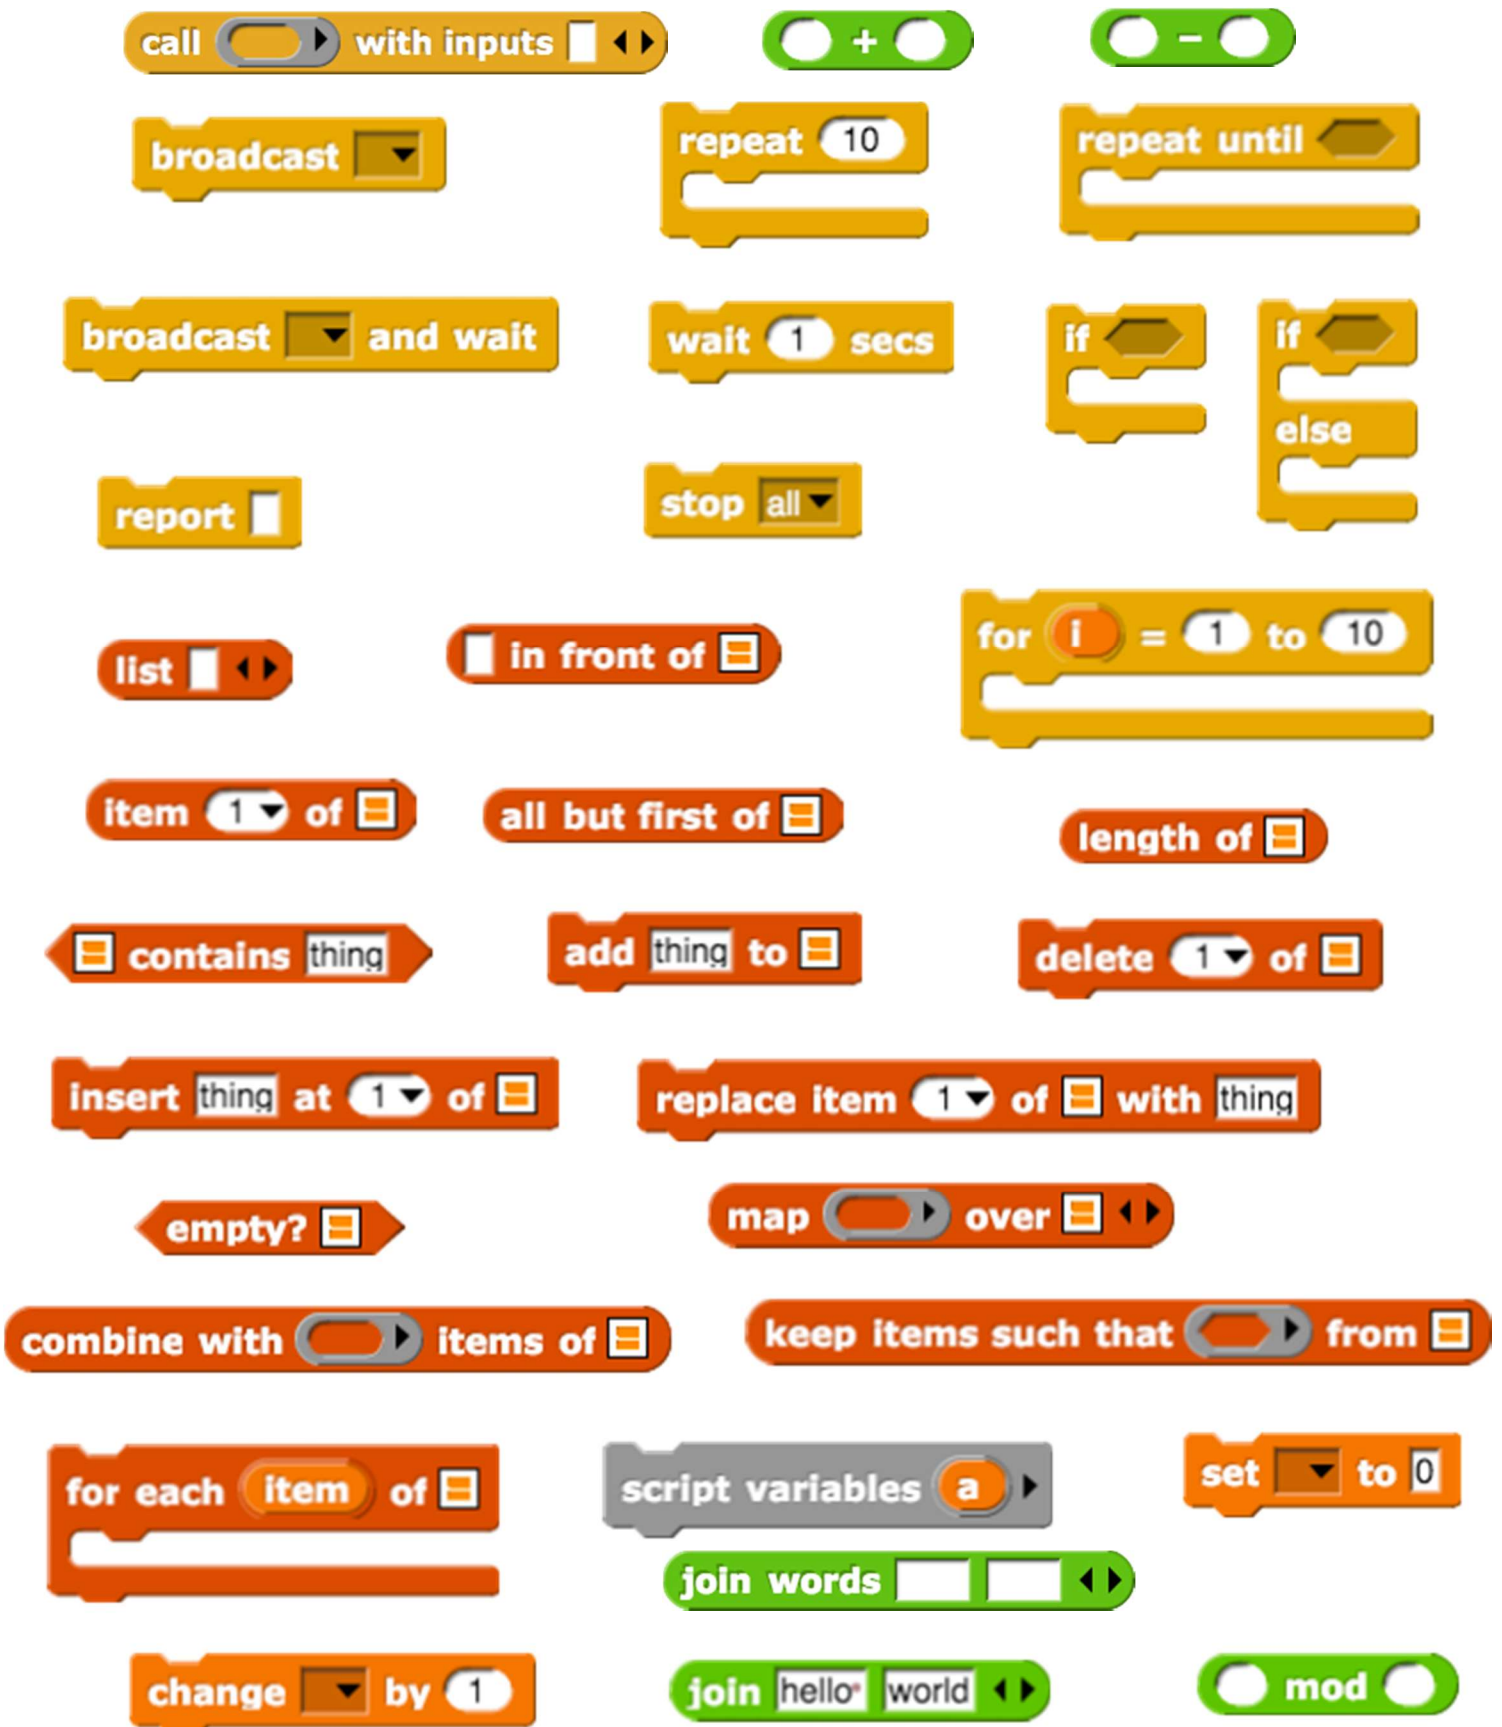 call with inputs
+
−
broadcast
repeat 10
repeat until
broadcast and wait
wait 1 secs
if
if
else
report
stop all
for i = 1 to 10
list
in front of
item 1 of
all but first of
length of
contains thing
add thing to
delete 1 of
insert thing at 1 of
replace item 1 of with thing
empty?
map over
combine with items of
keep items such that from
for each item of
script variables a
set to 0
join words
change by 1
join hello world
mod